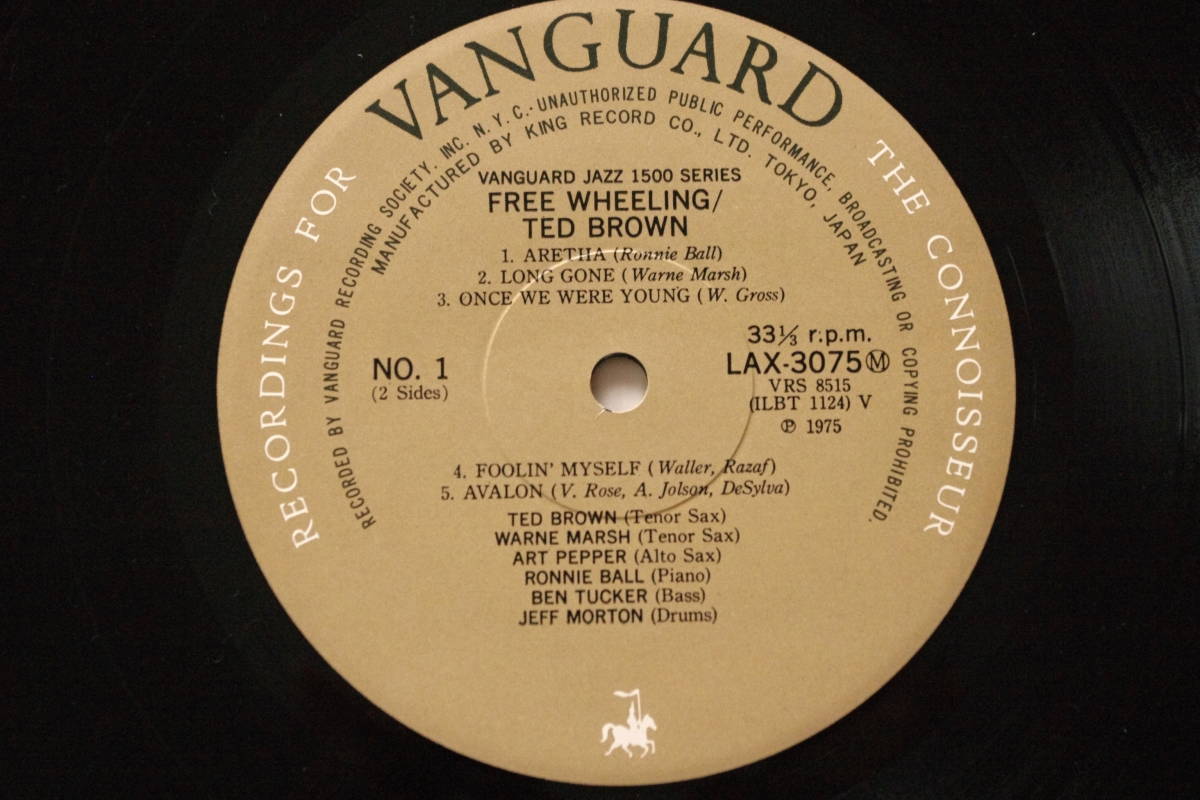 VANGUARD
RECORDINGS FOR THE CONNOISSEUR
RECORDED BY VANGUARD RECORDING SOCIETY. INC. N.Y.C.·UNAUTHORIZED PUBLIC PERFORMANCE, BROADCASTING OR COPYING PROHIBITED.
MANUFACTURED BY KING RECORD CO., LTD. TOKYO, JAPAN
VANGUARD JAZZ 1500 SERIES
FREE WHEELING/
TED BROWN
1. ARETHA (Ronnie Ball)
2. LONG GONE (Warne Marsh)
3. ONCE WE WERE YOUNG (W. Gross)
NO. 1
(2 Sides)
33⅓ r.p.m.
LAX-3075Ⓜ
VRS 8515
(ILBT 1124) V
℗ 1975
4. FOOLIN' MYSELF (Waller, Razaf)
5. AVALON (V. Rose, A. Jolson, DeSylva)
TED BROWN (Tenor Sax)
WARNE MARSH (Tenor Sax)
ART PEPPER (Alto Sax)
RONNIE BALL (Piano)
BEN TUCKER (Bass)
JEFF MORTON (Drums)